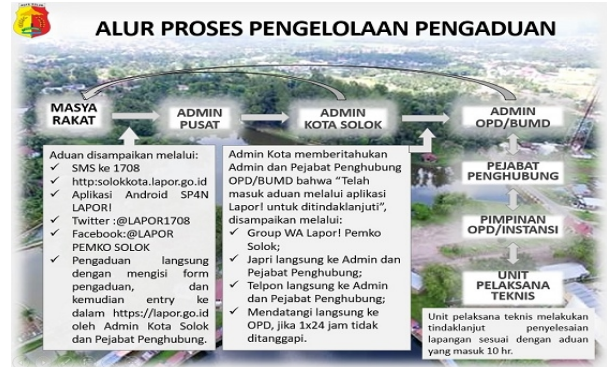 ALUR PROSES PENGELOLAAN PENGADUAN
MASYA
RAKAT
ADMIN
PUSAT
ADMIN
KOTA SOLOK
ADMIN
OPD/BUMD
PEJABAT
PENGHUBUNG
PIMPINAN
OPD/INSTANSI
UNIT
PELAKSANA
TEKNIS
Aduan disampaikan melalui:
✓ SMS ke 1708
✓ http:solokkota.lapor.go.id
✓ Aplikasi Android SP4N
LAPOR!
✓ Twitter :@LAPOR1708
✓ Facebook:@LAPOR
PEMKO SOLOK
✓ Pengaduan langsung
dengan mengisi form
pengaduan, dan
kemudian entry ke
dalam https://lapor.go.id
oleh Admin Kota Solok
dan Pejabat Penghubung.
Admin Kota memberitahukan
Admin dan Pejabat Penghubung
OPD/BUMD bahwa “Telah
masuk aduan melalui aplikasi
Lapor! untuk ditindaklanjuti”,
disampaikan melalui:
✓ Group WA Lapor! Pemko
Solok;
✓ Japri langsung ke Admin dan
Pejabat Penghubung;
✓ Telpon langsung ke Admin
dan Pejabat Penghubung;
✓ Mendatangi langsung ke
OPD, jika 1x24 jam tidak
ditanggapi.
Unit pelaksana teknis melakukan
tindaklanjut penyelesaian
lapangan sesuai dengan aduan
yang masuk 10 hr.